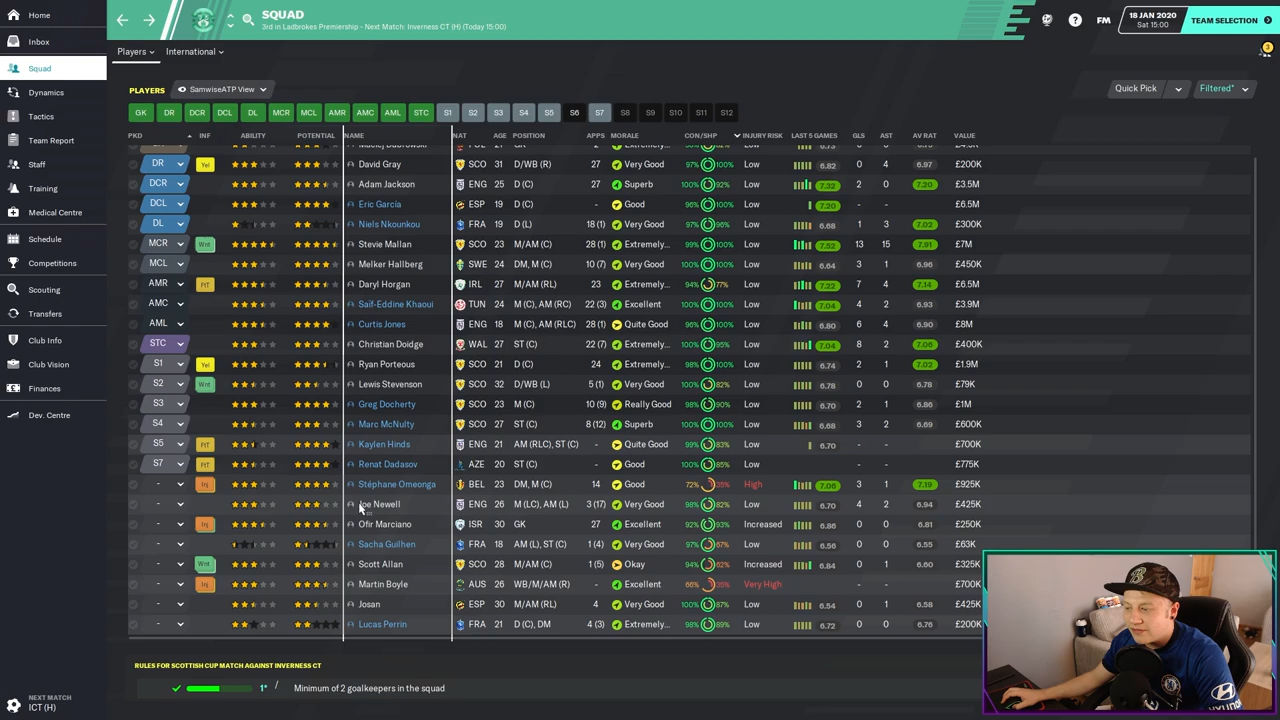 Home
Inbox
Squad
Dynamics
Tactics
Team Report
Staff
Training
Medical Centre
Schedule
Competitions
Scouting
Transfers
Club Info
Club Vision
Finances
Dev. Centre
NEXT MATCH
ICT (H)
SQUAD
3rd in Ladbrokes Premiership - Next Match: Inverness CT (H) (Today 15:00)
FM
18 JAN 2020
Sat 15:00
TEAM SELECTION
Players
International
3
PLAYERS
SamwiseATP View
Quick Pick
Filtered*
GK DR DCR DCL DL MCR MCL AMR AMC AML STC S1 S2 S3 S4 S5 S6 S7 S8 S9 S10 S11 S12
PKD INF ABILITY POTENTIAL NAME NAT AGE POSITION APPS MORALE CON/SHP INJURY RISK LAST 5 GAMES GLS AST AV RAT VALUE
DR Yel David Gray SCO 31 D/WB (R) 27 Very Good 97% 100% Low 6.82 0 4 6.97 £200K
DCR Adam Jackson ENG 25 D (C) 27 Superb 100% 92% Low 7.32 2 0 7.20 £3.5M
DCL Eric García ESP 19 D (C) - Good 96% 100% Low 7.20 - - - £6.5M
DL Niels Nkounkou FRA 19 D (L) 18 (1) Very Good 97% 96% Low 6.68 1 3 7.02 £300K
MCR Wnt Stevie Mallan SCO 23 M/AM (C) 28 (1) Extremely... 99% 100% Low 7.52 13 15 7.91 £7M
MCL Melker Hallberg SWE 24 DM, M (C) 10 (7) Very Good 100% 100% Low 6.64 3 1 6.96 £450K
AMR Daryl Horgan IRL 27 M/AM (RL) 23 Extremely... 94% 77% Low 7.22 7 4 7.14 £6.5M
AMC Saîf-Eddine Khaoui TUN 24 M (C), AM (RC) 22 (3) Excellent 100% 100% Low 7.04 4 2 6.93 £3.9M
AML Curtis Jones ENG 18 M (C), AM (RLC) 28 (1) Quite Good 96% 100% Low 6.80 6 4 6.90 £8M
STC Christian Doidge WAL 27 ST (C) 22 (7) Extremely... 100% 95% Low 7.04 8 2 7.06 £400K
S1 Yel Ryan Porteous SCO 21 D (C) 24 Extremely... 98% 100% Low 6.74 2 1 7.02 £1.9M
S2 Wnt Lewis Stevenson SCO 32 D/WB (L) 5 (1) Very Good 100% 82% Low 6.78 0 0 6.78 £79K
S3 Greg Docherty SCO 23 M (C) 10 (9) Really Good 98% 90% Low 6.70 2 1 6.86 £1M
S4 Marc McNulty SCO 27 ST (C) 8 (12) Superb 100% 94% Low 6.68 3 2 6.69 £600K
S5 Kaylen Hinds ENG 21 AM (RLC), ST (C) - Quite Good 99% 83% Low 6.70 - - - £700K
S7 Renat Dadasov AZE 20 ST (C) - Good 100% 85% Low - - - £775K
- Inj Stéphane Omeonga BEL 23 DM, M (C) 14 Good 72% 35% High 7.06 3 1 7.19 £925K
- Joe Newell ENG 26 M (LC), AM (L) 3 (17) Very Good 98% 82% Low 6.70 4 2 6.94 £425K
- Inj Ofir Marciano ISR 30 GK 27 Excellent 92% 93% Increased 6.86 0 0 6.81 £250K
- Sacha Guilhen FRA 18 AM (L), ST (C) 1 (4) Very Good 97% 67% Low 6.56 0 0 6.55 £63K
- Wnt Scott Allan SCO 28 M/AM (C) 1 (5) Okay 94% 62% Increased 6.84 0 1 6.60 £325K
- Inj Martin Boyle AUS 26 WB/M/AM (R) - Excellent 66% 35% Very High - - - £700K
- Josan ESP 30 M/AM (RL) 4 Very Good 100% 87% Low 6.54 0 1 6.58 £425K
- Lucas Perrin FRA 21 D (C), DM 4 (3) Extremely... 98% 89% Low 6.72 0 0 6.76 £200K
RULES FOR SCOTTISH CUP MATCH AGAINST INVERNESS CT
1* / Minimum of 2 goalkeepers in the squad
HYUNDAI